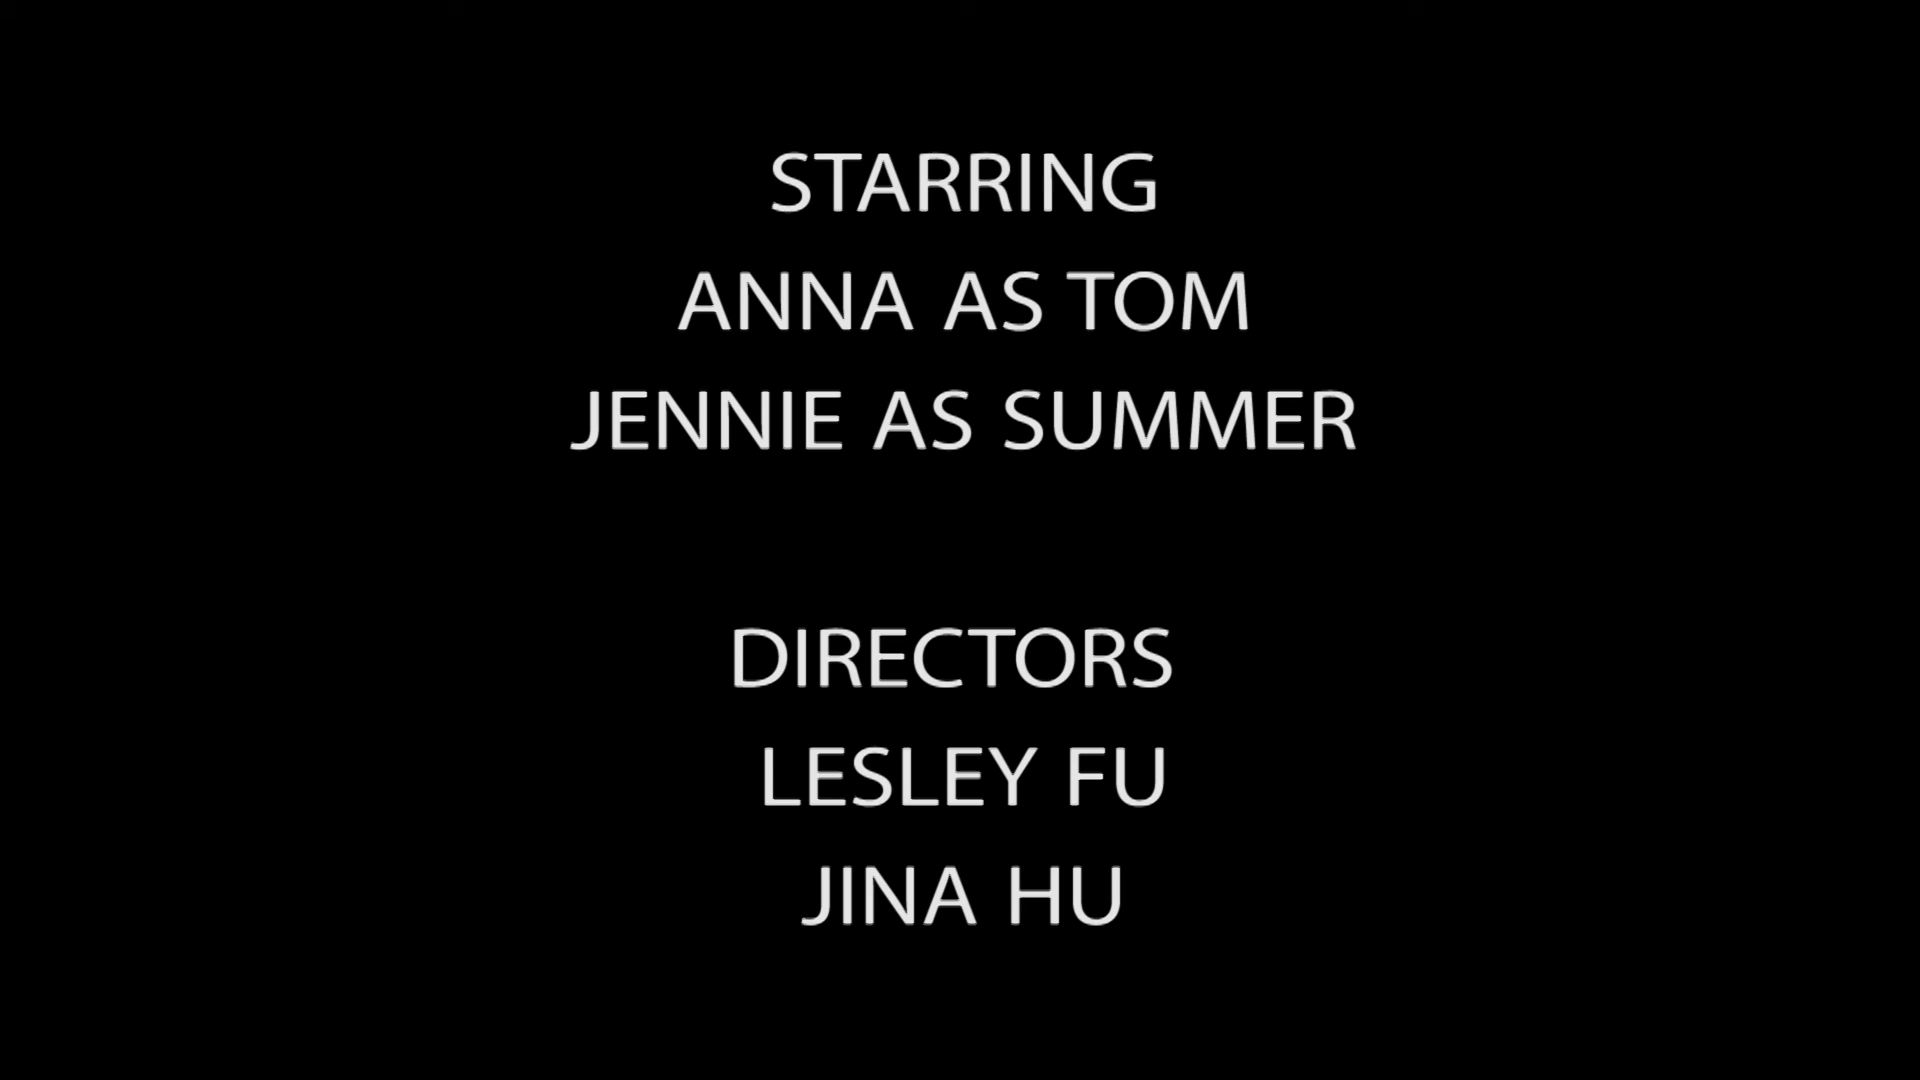 STARRING
ANNA AS TOM
JENNIE AS SUMMER
DIRECTORS
LESLEY FU
JINA HU